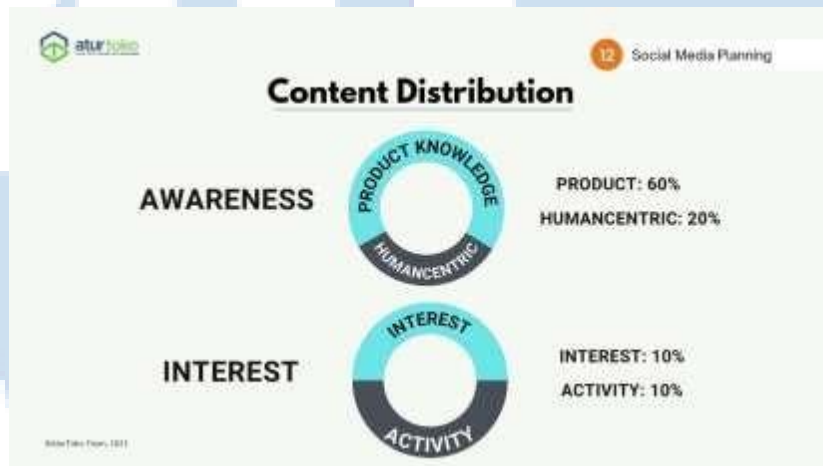 aturtoko
12 Social Media Planning
Content Distribution
AWARENESS
PRODUCT KNOWLEDGE
HUMANCENTRIC
PRODUCT: 60%
HUMANCENTRIC: 20%
INTEREST
INTEREST
ACTIVITY
INTEREST: 10%
ACTIVITY: 10%